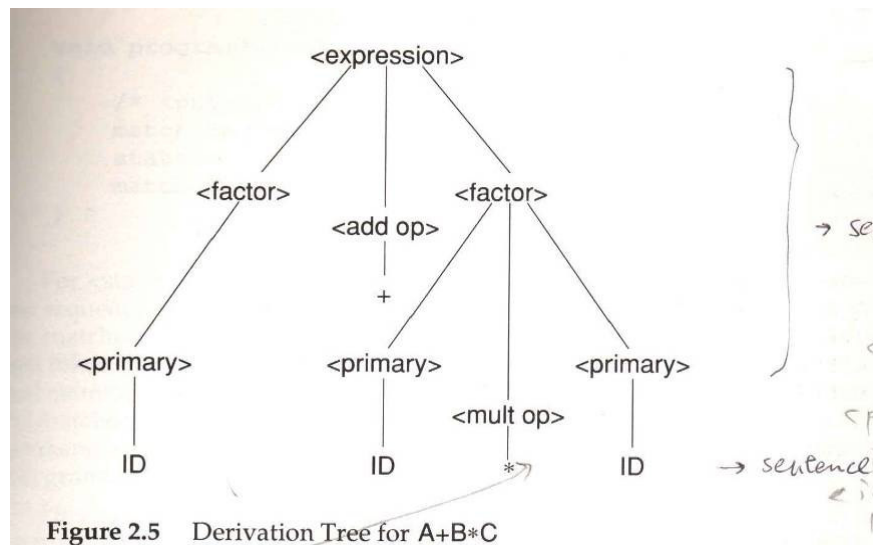 <expression>
<factor> <factor>
<add op>
→ se
+
<primary> <primary> <primary>
<mult op>
ID ID * ID → sentence
Figure 2.5 Derivation Tree for A+B*C